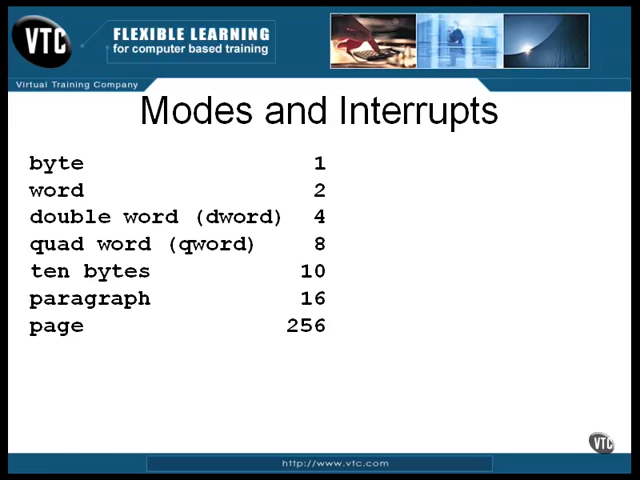 VTC
FLEXIBLE LEARNING
for computer based training
Virtual Training Company
Modes and Interrupts
byte 1
word 2
double word (dword) 4
quad word (qword) 8
ten bytes 10
paragraph 16
page 256
VTC
http://www.vtc.com